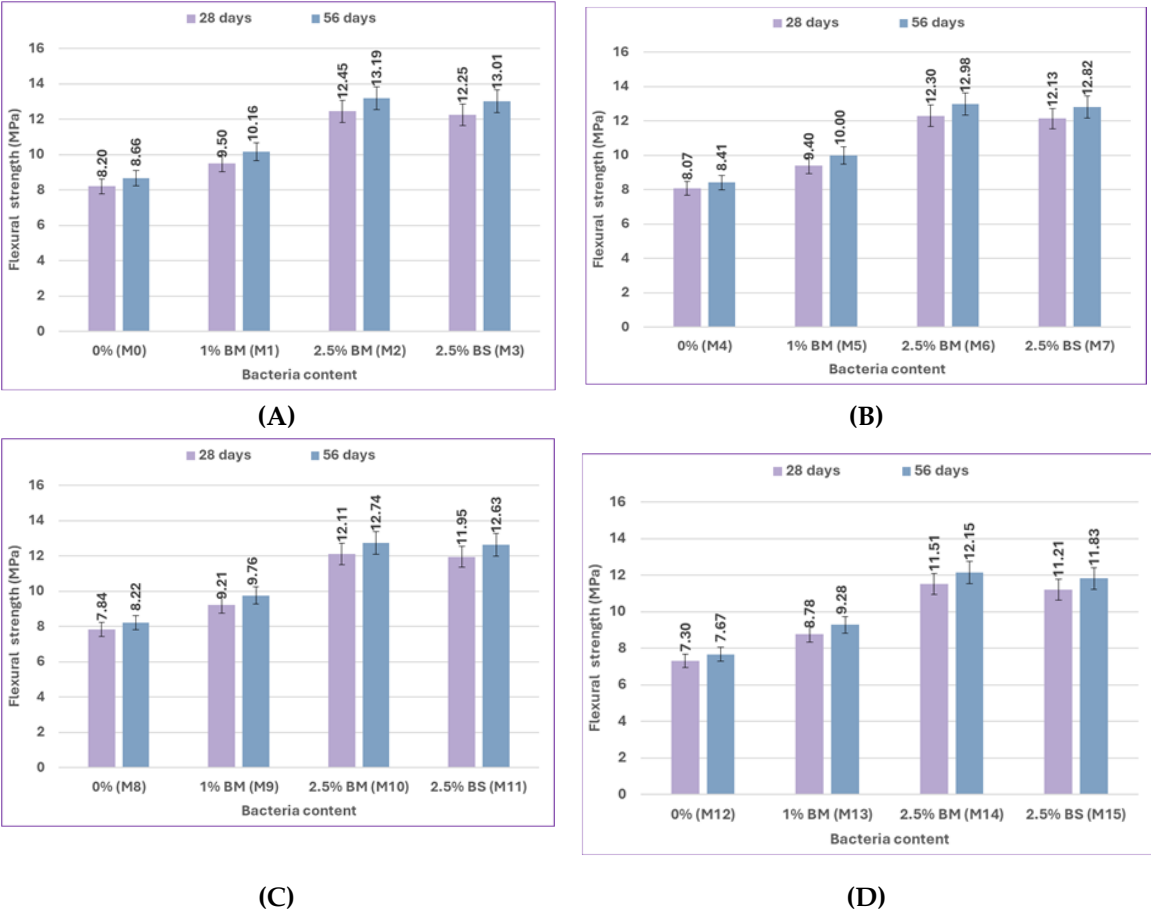 28 days 56 days
Flexural strength (MPa)
16
14
12
10
8
6
4
2
0
8.20 8.66 9.50 10.16 12.45 13.19 12.25 13.01
0% (M0) 1% BM (M1) 2.5% BM (M2) 2.5% BS (M3)
Bacteria content
(A)
28 days 56 days
Flexural strength (MPa)
16
14
12
10
8
6
4
2
0
8.07 8.41 9.40 10.00 12.30 12.98 12.13 12.82
0% (M4) 1% BM (M5) 2.5% BM (M6) 2.5% BS (M7)
Bacteria content
(B)
28 days 56 days
Flexural strength (MPa)
16
14
12
10
8
6
4
2
0
7.84 8.22 9.21 9.76 12.11 12.74 11.95 12.63
0% (M8) 1% BM (M9) 2.5% BM (M10) 2.5% BS (M11)
Bacteria content
(C)
28 days 56 days
Flexural strength (MPa)
16
14
12
10
8
6
4
2
0
7.30 7.67 8.78 9.28 11.51 12.15 11.21 11.83
0% (M12) 1% BM (M13) 2.5% BM (M14) 2.5% BS (M15)
Bacteria content
(D)